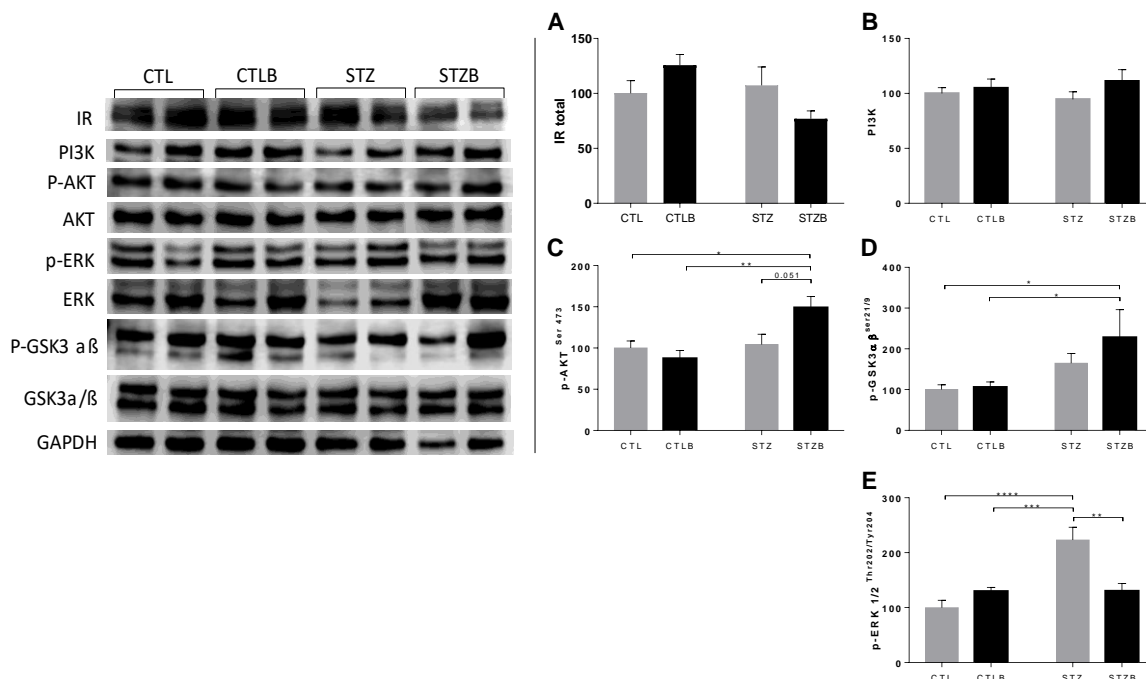 CTL CTLB STZ STZB
IR
PI3K
P-AKT
AKT
p-ERK
ERK
P-GSK3 aß
GSK3a/ß
GAPDH
A
IR total
150
100
50
0
CTL CTLB STZ STZB
B
PI3K
150
100
50
0
CTL CTLB STZ STZB
C
p-AKT Ser 473
200
150
100
50
0
*
**
0.051
CTL CTLB STZ STZB
D
p-GSK3αβ ser21/9
400
300
200
100
0
*
*
CTL CTLB STZ STZB
E
p-ERK 1/2 Thr202/Tyr204
300
200
100
0
****
***
**
CTL CTLB STZ STZB